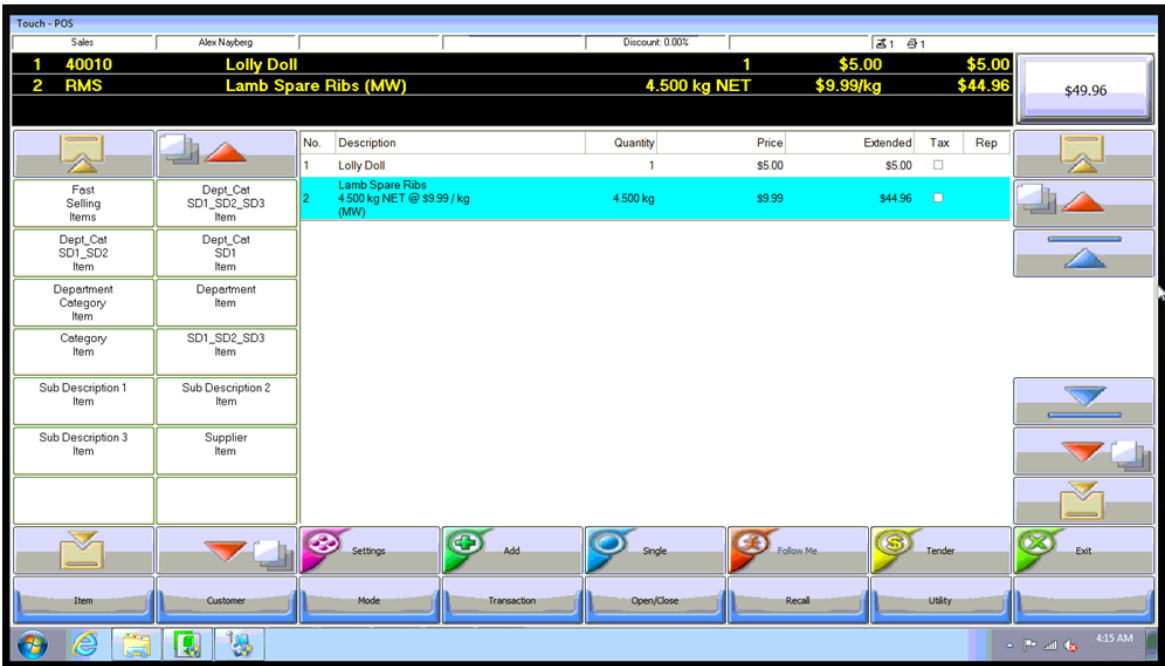 Touch - POS
Sales Alex Nayberg Discount: 0.00% 1 1
1 40010 Lolly Doll 1 $5.00 $5.00
2 RMS Lamb Spare Ribs (MW) 4.500 kg NET $9.99/kg $44.96
$49.96
No. Description Quantity Price Extended Tax Rep
1 Lolly Doll 1 $5.00 $5.00
Lamb Spare Ribs
2 4.500 kg NET @ $9.99 / kg 4.500 kg $9.99 $44.96
(MW)
Fast
Selling
Items
Dept_Cat
SD1_SD2_SD3
Item
Dept_Cat
SD1_SD2
Item
Dept_Cat
SD1
Item
Department
Category
Item
Department
Item
Category
Item
SD1_SD2_SD3
Item
Sub Description 1
Item
Sub Description 2
Item
Sub Description 3
Item
Supplier
Item
Settings Add Single Follow Me Tender Exit
Item Customer Mode Transaction Open/Close Recall Utility
4:15 AM